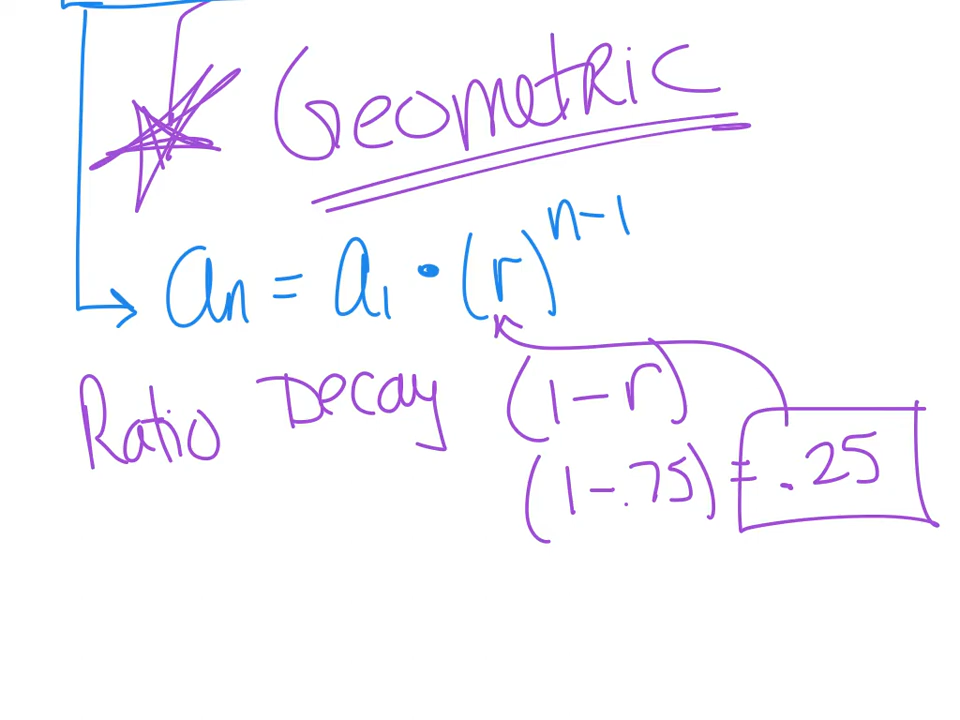 Geometric
an = a1 • (r)^n-1
Ratio Decay (1-r)
(1-.75) = .25